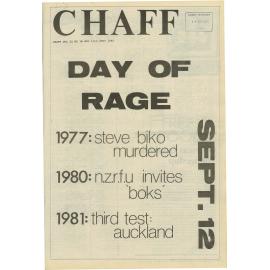 CHAFF
DAY OF
RAGE
1977: steve biko
murdered
1980: n.z.r.f.u invites
'boks'
1981: third test:
auckland
SEPT. 12